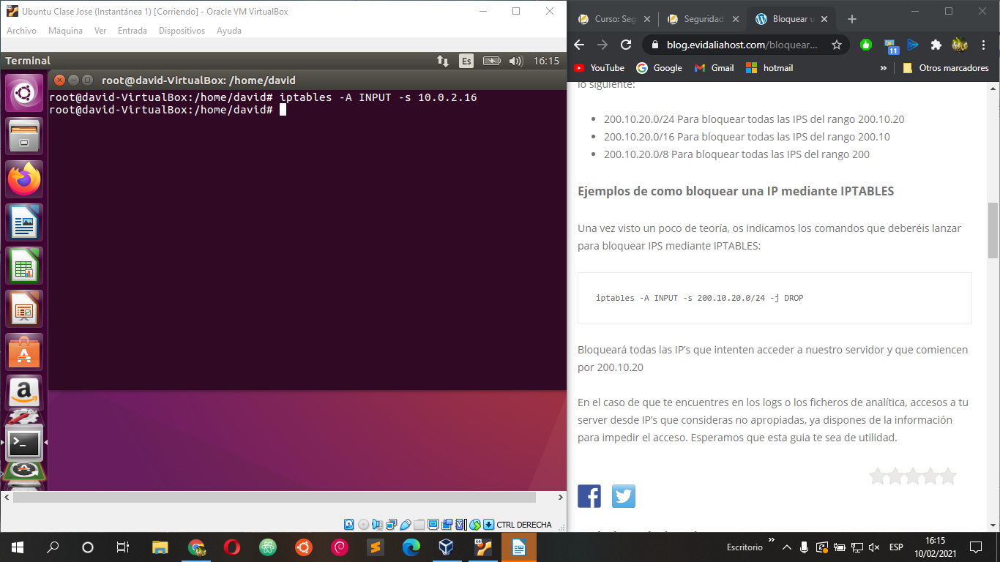 Ubuntu Clase Jose (Instantánea 1) [Corriendo] - Oracle VM VirtualBox
Archivo Máquina Ver Entrada Dispositivos Ayuda
Terminal
Es
16:15
root@david-VirtualBox: /home/david
root@david-VirtualBox:/home/david# iptables -A INPUT -s 10.0.2.16
root@david-VirtualBox:/home/david#
CTRL DERECHA
Curso: Seg
Seguridad
Bloquear u
blog.evidaliahost.com/bloquear...
11
YouTube Google Gmail hotmail » Otros marcadores
lo siguiente:
200.10.20.0/24 Para bloquear todas las IPS del rango 200.10.20
200.10.20.0/16 Para bloquear todas las IPS del rango 200.10
200.10.20.0/8 Para bloquear todas las IPS del rango 200
Ejemplos de como bloquear una IP mediante IPTABLES
Una vez visto un poco de teoría, os indicamos los comandos que deberéis lanzar
para bloquear IPS mediante IPTABLES:
iptables -A INPUT -s 200.10.20.0/24 -j DROP
Bloqueará todas las IP’s que intenten acceder a nuestro servidor y que comiencen
por 200.10.20
En el caso de que te encuentres en los logs o los ficheros de analítica, accesos a tu
server desde IP’s que consideras no apropiadas, ya dispones de la información
para impedir el acceso. Esperamos que esta guia te sea de utilidad.
Escritorio » ESP
16:15
10/02/2021